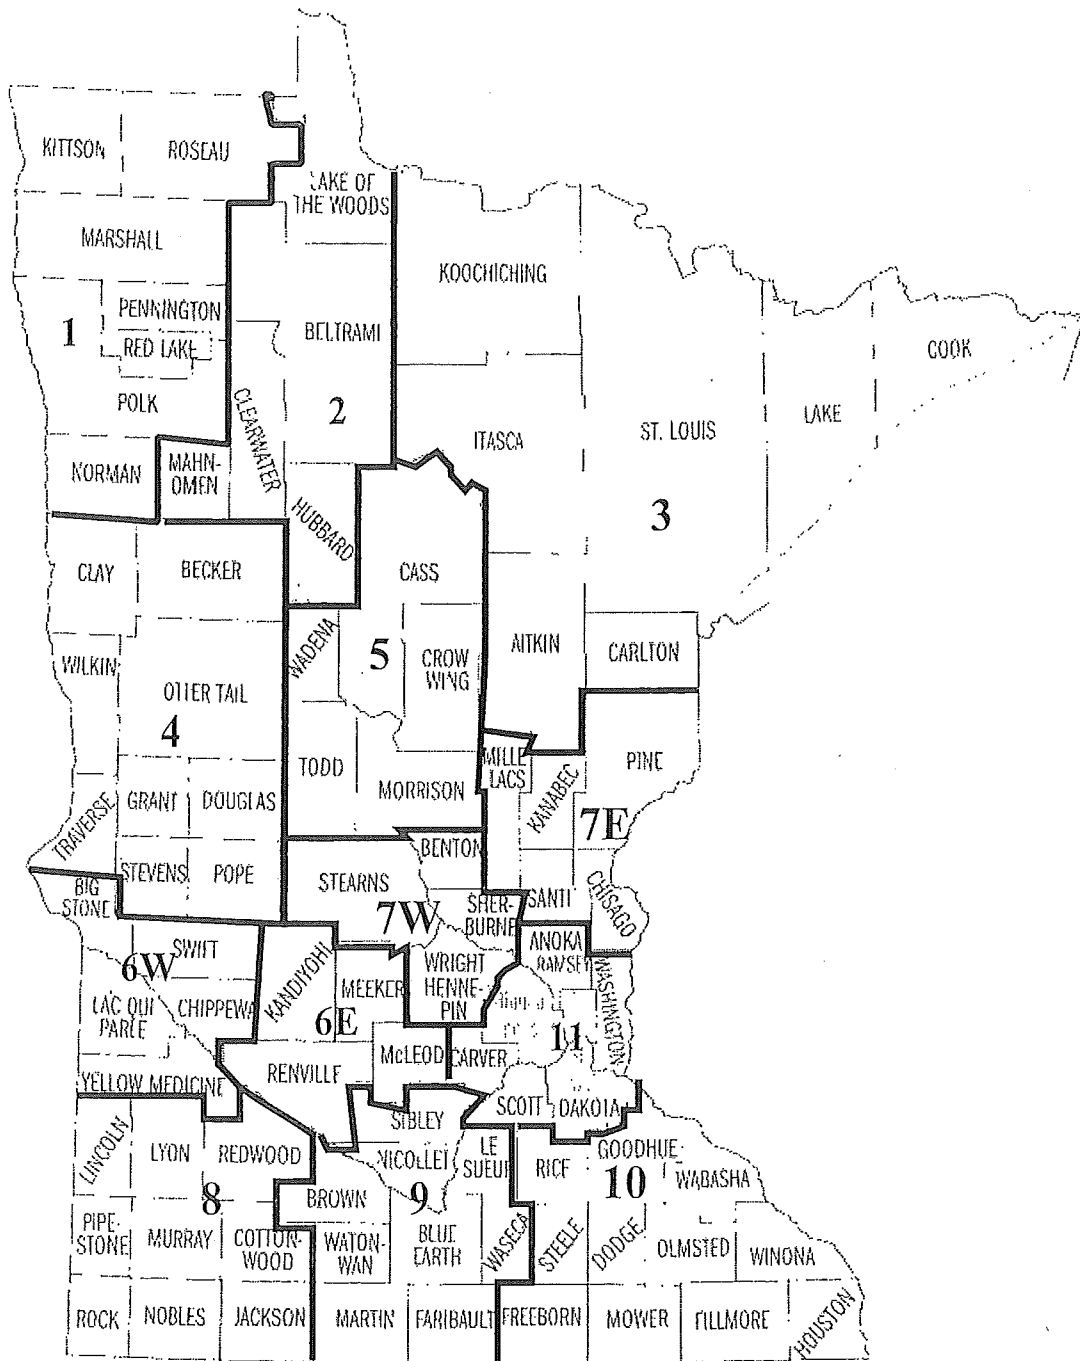 KITTSON
ROSEAU
LAKE OF
THE WOODS
MARSHALL
KOOCHICHING
PENNINGTON
1
RED LAKE
BELTRAMI
COOK
POLK
CLEARWATER
2
LAKE
ST. LOUIS
ITASCA
NORMAN
MAHN-
OMEN
HUBBARD
3
CLAY
BECKER
CASS
WADENA
5
AITKIN
CARLTON
WILKIN
CROW
WING
OTTER TAIL
4
TODD
MILLE
LACS
PINE
KANABEC
TRAVERSE
GRANT
DOUGLAS
MORRISON
7E
STEVENS
POPE
BENTON
BIG
STONE
STEARNS
SHER-
BURNE
SANTI
CHISAGO
7W
SWIFT
6W
KANDIYOHI
WRIGHT
HENNE-
PIN
ANOKA
RAMSEY
WASHINGTON
LAC QUI
PARLE
CHIPPEWA
MEEKER
6E
11
RENVILLE
McLEOD
CARVER
YELLOW MEDICINE
SCOTT
DAKOTA
SIBLEY
LINCOLN
LYON
REDWOOD
NICOLLET
LE
SUEUR
RICE
GOODHUE
WABASHA
8
BROWN
9
10
PIPE-
STONE
MURRAY
COTTON-
WOOD
WATON-
WAN
BLUE
EARTH
WASECA
STEELE
DODGE
OLMSTED
WINONA
ROCK
NOBLES
JACKSON
MARTIN
FARIBAULT
FREEBORN
MOWER
FILLMORE
HOUSTON